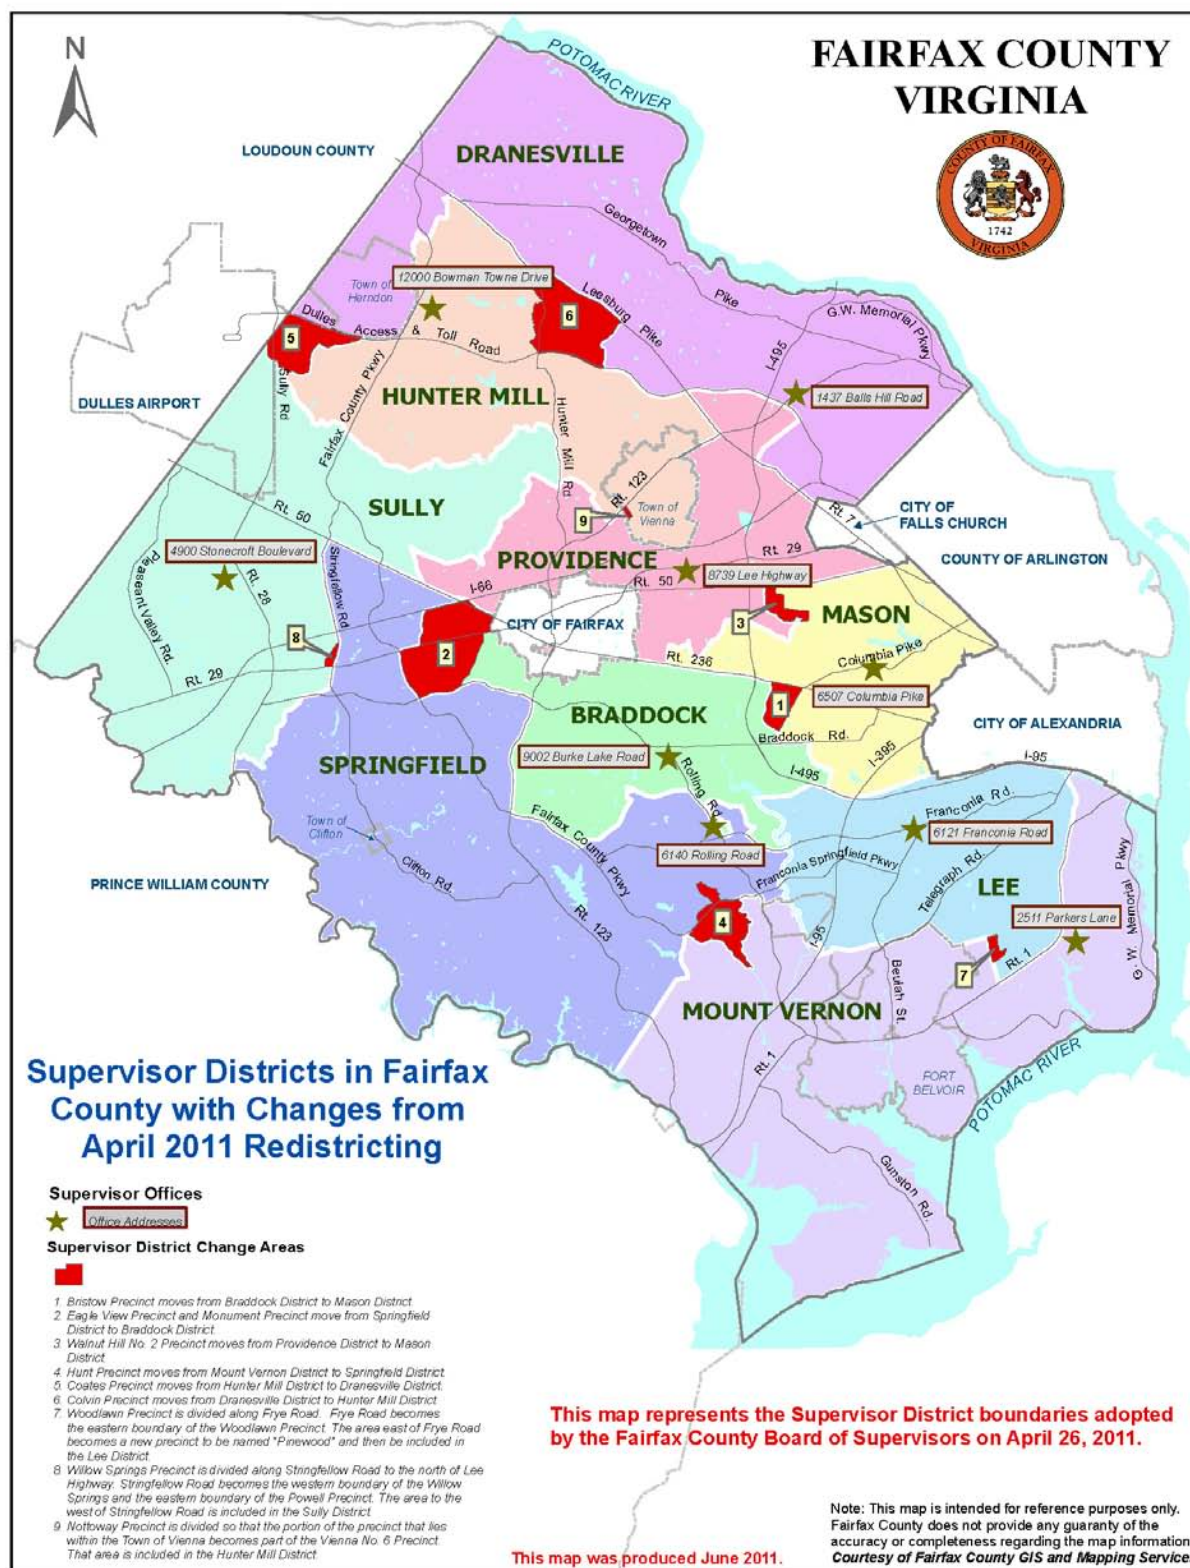 FAIRFAX COUNTY
VIRGINIA
COUNTY OF FAIRFAX
1742
VIRGINIA
N
POTOMAC RIVER
LOUDOUN COUNTY
DRANESVILLE
Georgetown
Pike
G.W. Memorial Pkwy
Town of
Herndon
12000 Bowman Towne Drive
6
Leesburg
Pike
I-495
5
Dulles
Access
&
Toll
Road
Sully Rd
Fairfax County Pkwy
DULLES AIRPORT
HUNTER MILL
Hunter Mill Rd
1437 Balls Hill Road
Rt. 123
Town of
Vienna
9
SULLY
Rt. 50
Rt. 7
CITY OF
FALLS CHURCH
COUNTY OF ARLINGTON
4900 Stonecroft Boulevard
Pleaseant Valley Rd.
Rt. 28
Stringfellow Rd
PROVIDENCE
I-66
Rt. 50
Rt. 29
8739 Lee Highway
CITY OF FAIRFAX
3
MASON
8
2
Rt. 29
Rt. 236
Columbia Pike
6507 Columbia Pike
1
BRADDOCK
Braddock Rd.
CITY OF ALEXANDRIA
SPRINGFIELD
9002 Burke Lake Road
I-495
I-395
I-95
Rolling Rd
Town of
Clifton
Fairfax County Pkwy
6140 Rolling Road
Franconia Rd.
6121 Franconia Road
Franconia Springfield Pkwy
Telegraph Rd.
PRINCE WILLIAM COUNTY
Clifton Rd.
Rt. 123
LEE
2511 Parkers Lane
G. W. Memorial Pkwy
4
I-95
Beulah St.
7
Rt. 1
MOUNT VERNON
Rt. 1
FORT
BELVOIR
POTOMAC RIVER
Gunston Rd.
Supervisor Districts in Fairfax
County with Changes from
April 2011 Redistricting
Supervisor Offices
Office Addresses
Supervisor District Change Areas
1 Bristow Precinct moves from Braddock District to Mason District.
2 Eagle View Precinct and Monument Precinct move from Springfield
District to Braddock District.
3. Walnut Hill No. 2 Precinct moves from Providence District to Mason
District.
4. Hunt Precinct moves from Mount Vernon District to Springfield District.
5. Coates Precinct moves from Hunter Mill District to Dranesville District.
6. Colvin Precinct moves from Dranesville District to Hunter Mill District.
7 Woodlawn Precinct is divided along Frye Road. Frye Road becomes
the eastern boundary of the Woodlawn Precinct. The area east of Frye Road
becomes a new precinct to be named "Pinewood" and then be included in
the Lee District.
8 Willow Springs Precinct is divided along Stringfellow Road to the north of Lee
Highway. Stringfellow Road becomes the western boundary of the Willow
Springs and the eastern boundary of the Powell Precinct. The area to the
west of Stringfellow Road is included in the Sully District.
9 Nottoway Precinct is divided so that the portion of the precinct that lies
within the Town of Vienna becomes part of the Vienna No. 6 Precinct.
That area is included in the Hunter Mill District.
This map represents the Supervisor District boundaries adopted
by the Fairfax County Board of Supervisors on April 26, 2011.
This map was produced June 2011.
Note: This map is intended for reference purposes only.
Fairfax County does not provide any guaranty of the
accuracy or completeness regarding the map information
Courtesy of Fairfax County GIS and Mapping Service